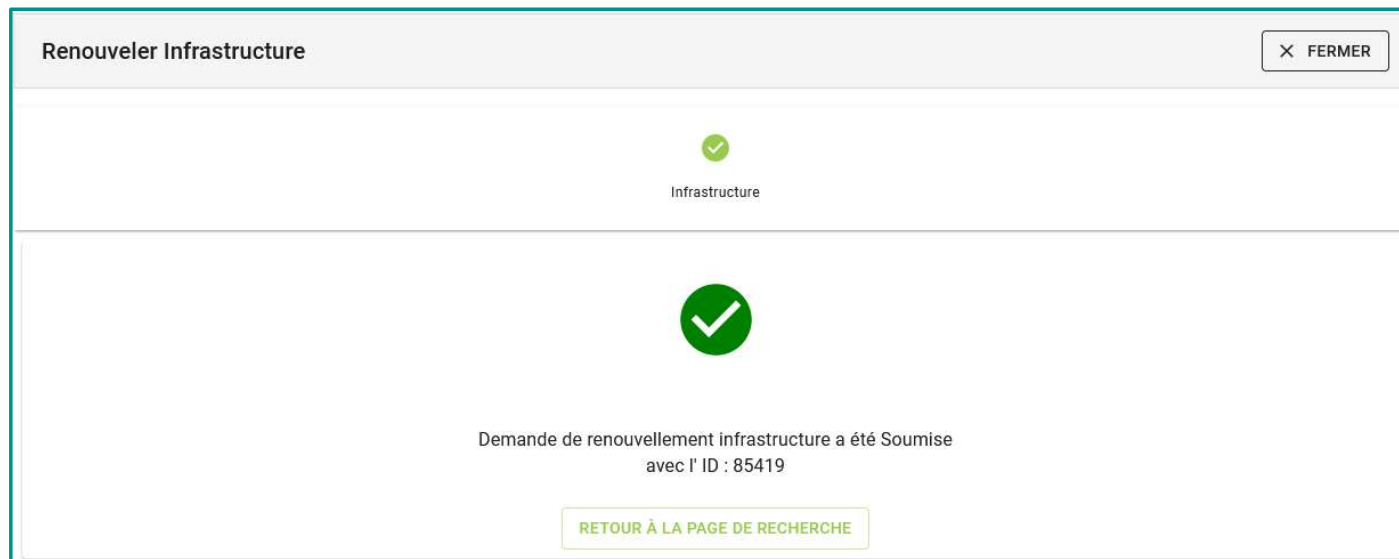 Renouveler Infrastructure
FERMER
Infrastructure
Demande de renouvellement infrastructure a été Soumise
avec l' ID : 85419
RETOUR À LA PAGE DE RECHERCHE